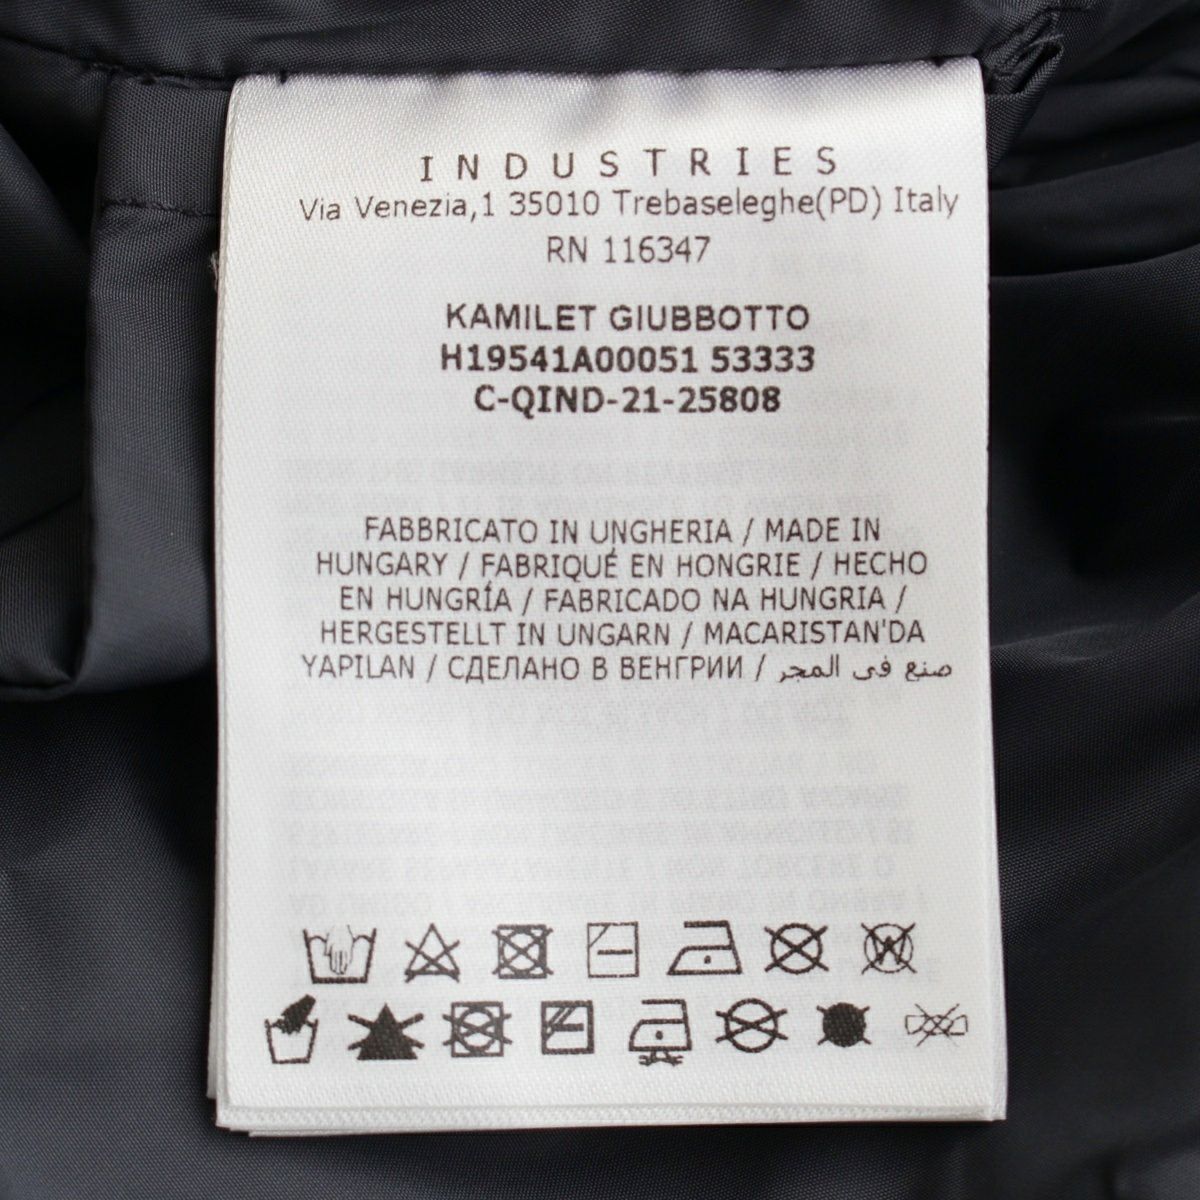 INDUSTRIES
Via Venezia,1 35010 Trebaseleghe(PD) Italy
RN 116347
KAMILET GIUBBOTTO
H19541A00051 53333
C-QIND-21-25808
FABBRICATO IN UNGHERIA / MADE IN
HUNGARY / FABRIQUÉ EN HONGRIE / HECHO
EN HUNGRÍA / FABRICADO NA HUNGRIA /
HERGESTELLT IN UNGARN / MACARISTAN'DA
YAPILAN / СДЕЛАНО В ВЕНГРИИ / صنع في المجر